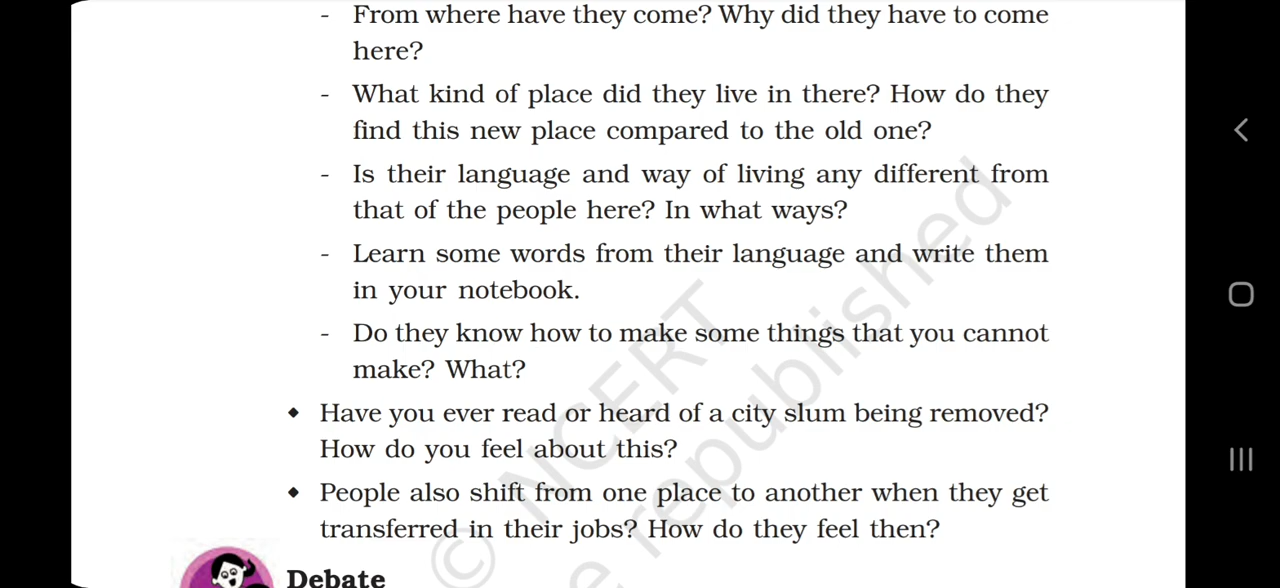 - From where have they come? Why did they have to come
here?
- What kind of place did they live in there? How do they
find this new place compared to the old one?
- Is their language and way of living any different from
that of the people here? In what ways?
- Learn some words from their language and write them
in your notebook.
- Do they know how to make some things that you cannot
make? What?
◆ Have you ever read or heard of a city slum being removed?
How do you feel about this?
◆ People also shift from one place to another when they get
transferred in their jobs? How do they feel then?
Debate
© NCERT
e republished